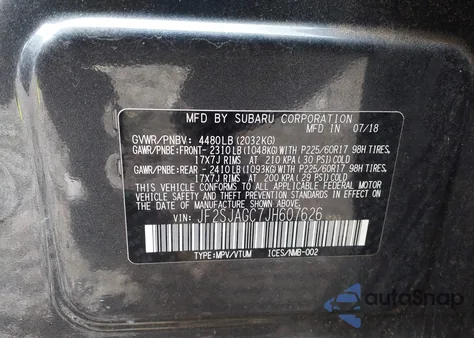 MFD BY SUBARU CORPORATION
MFD IN 07/18
GVWR/PNBV: 4480LB(2032KG)
GAWR/PNBE:FRONT- 2310LB(1048KG)WITH P225/60R17 98H TIRES,
17X7J RIMS AT 210 KPA(30 PSI)COLD
GAWR/PNBE:REAR - 2410LB(1093KG)WITH P225/60R17 98H TIRES,
17X7J RIMS AT 200 KPA(29 PSI)COLD
THIS VEHICLE CONFORMS TO ALL APPLICABLE FEDERAL MOTOR
VEHICLE SAFETY AND THEFT PREVENTION STANDARDS IN EFFECT
ON THE DATE OF MANUFACTURE SHOWN ABOVE.
VIN: JF2SJAGC7JH607626
TYPE:MPV/VTUM ICES/NMB-002
autoSnap